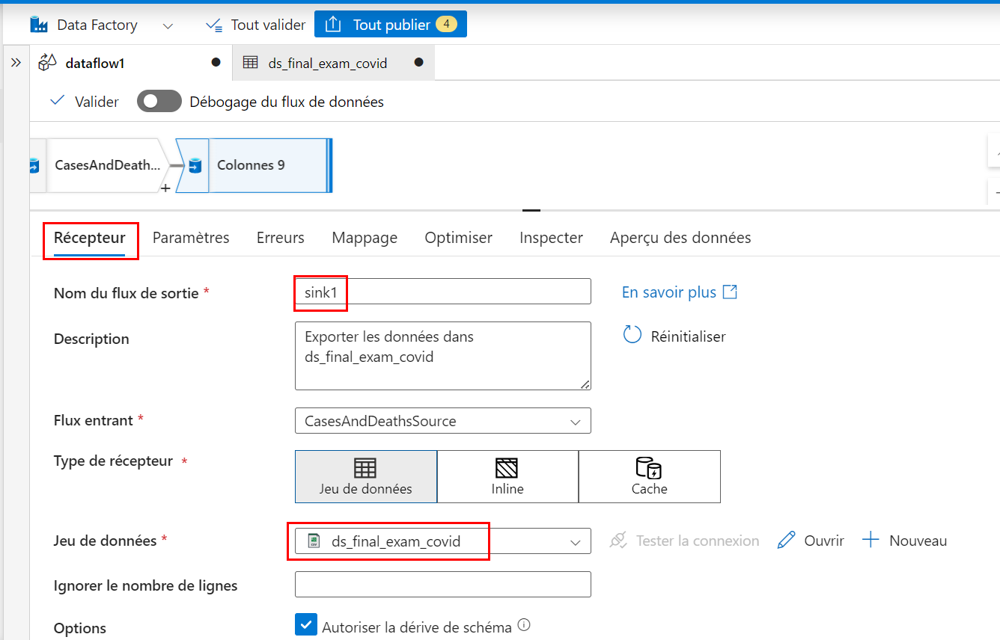 Data Factory Tout valider Tout publier 4
dataflow1 ds_final_exam_covid
Valider Débogage du flux de données
CasesAndDeath... Colonnes 9
+
Récepteur Paramètres Erreurs Mappage Optimiser Inspecter Aperçu des données
Nom du flux de sortie * sink1 En savoir plus
Description Exporter les données dans Réinitialiser
ds_final_exam_covid
Flux entrant * CasesAndDeathsSource
Type de récepteur * Jeu de données Inline Cache
Jeu de données * ds_final_exam_covid Tester la connexion Ouvrir Nouveau
Ignorer le nombre de lignes
Options Autoriser la dérive de schéma